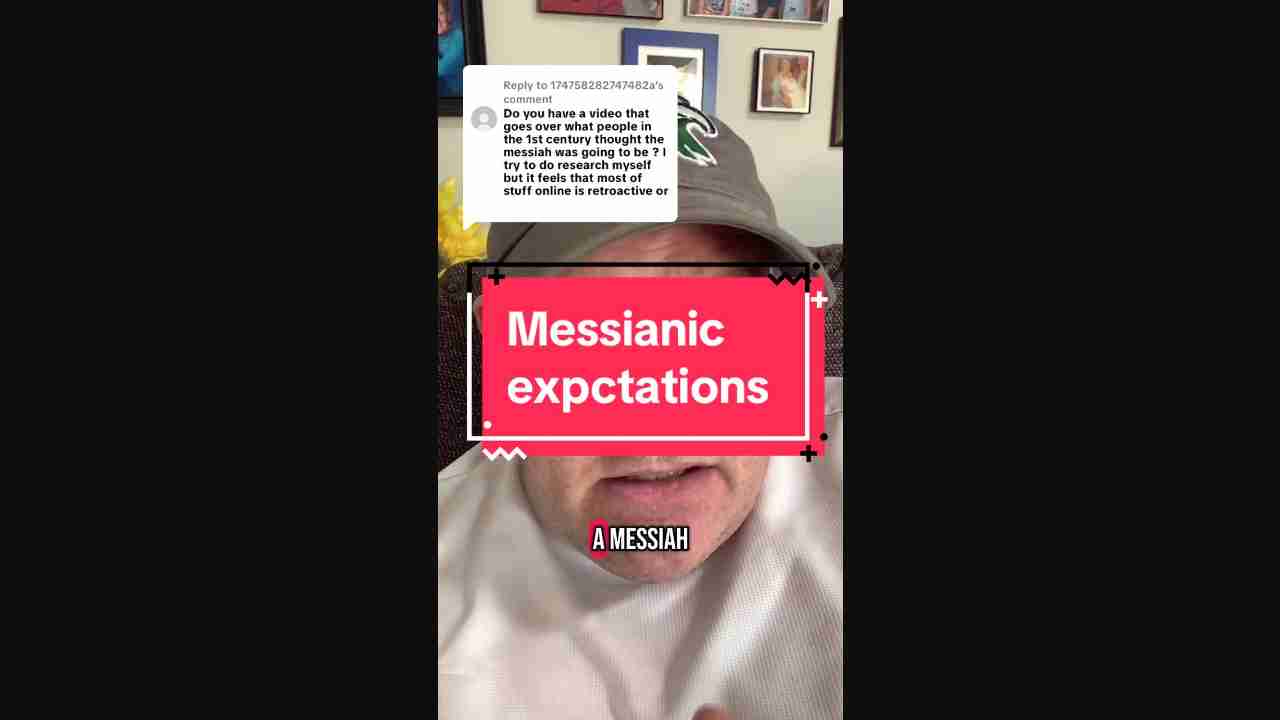 Reply to 174758282747482a's
comment
Do you have a video that
goes over what people in
the 1st century thought the
messiah was going to be ? I
try to do research myself
but it feels that most of
stuff online is retroactive or
Messianic
expctations
A MESSIAH